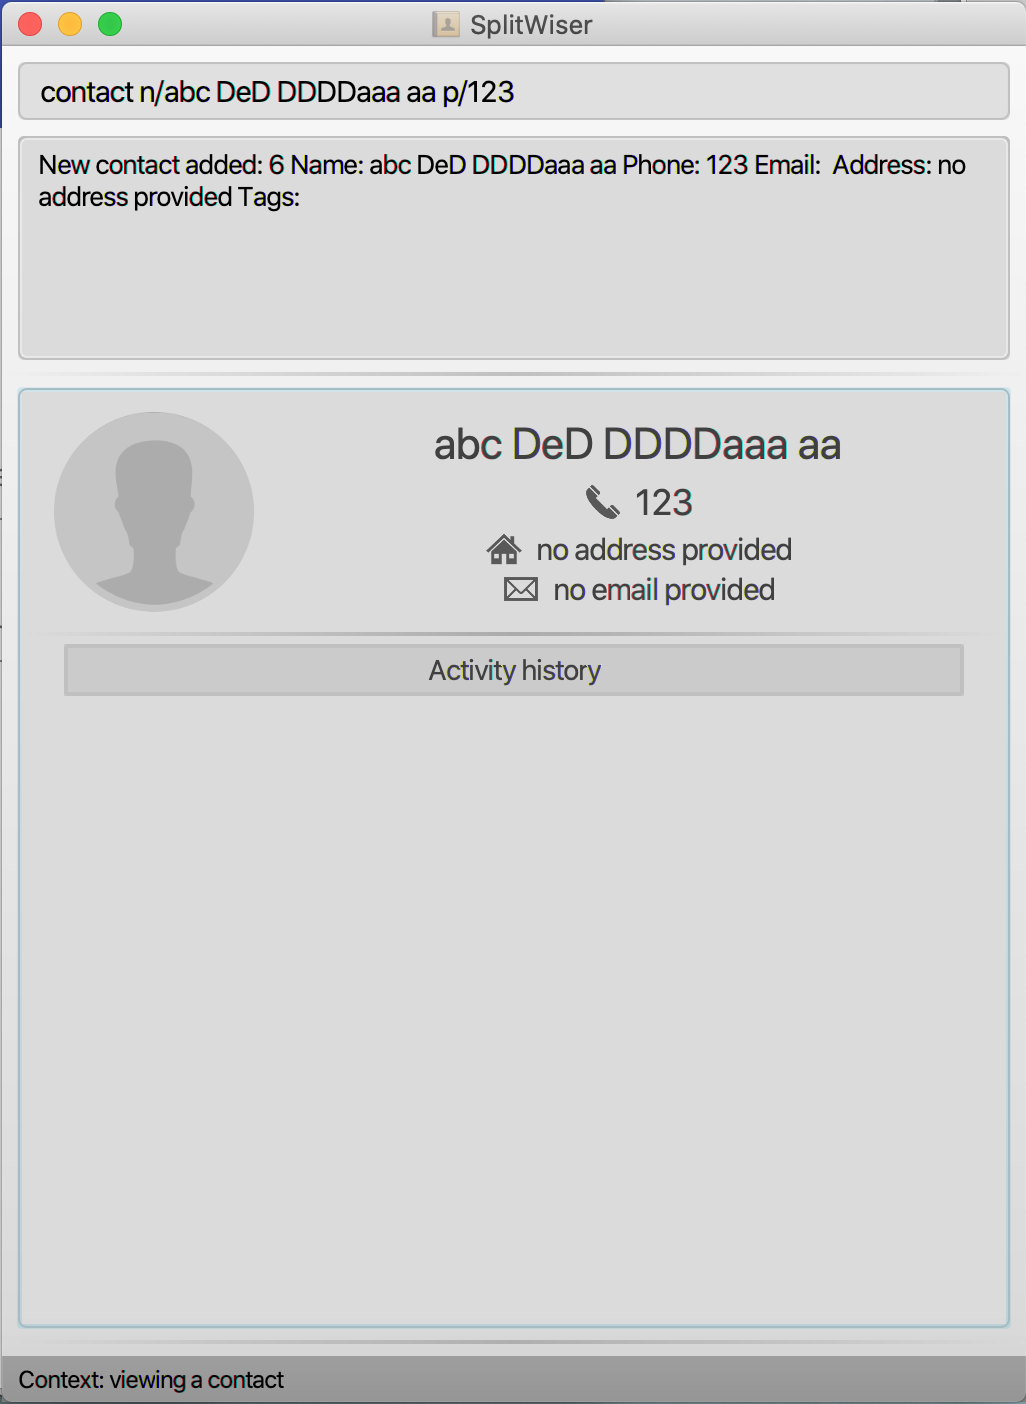 SplitWiser
contact n/abc DeD DDDDaaa aa p/123
New contact added: 6 Name: abc DeD DDDDaaa aa Phone: 123 Email:  Address: no
address provided Tags:
abc DeD DDDDaaa aa
123
no address provided
no email provided
Activity history
Context: viewing a contact